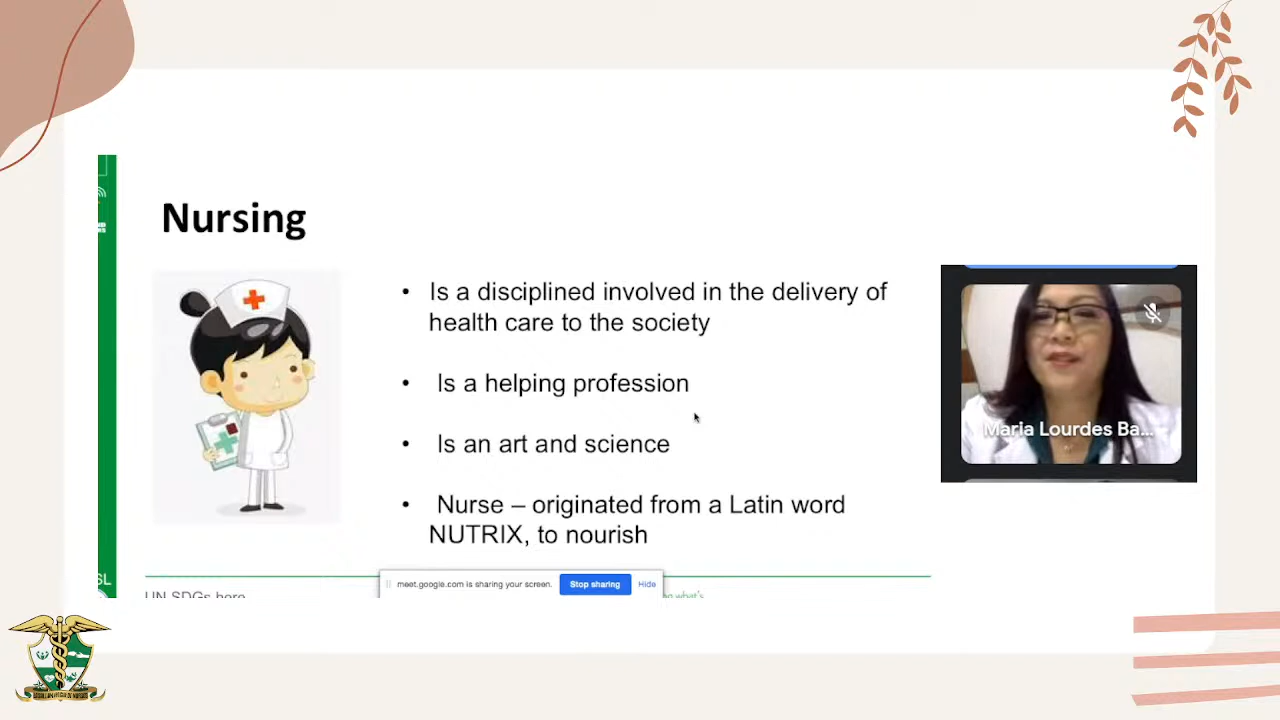 Nursing
• Is a disciplined involved in the delivery of
health care to the society
• Is a helping profession
• Is an art and science
• Nurse – originated from a Latin word
NUTRIX, to nourish
Maria Lourdes Ba...
meet.google.com is sharing your screen. Stop sharing Hide
SL
UN SDGs here
what's